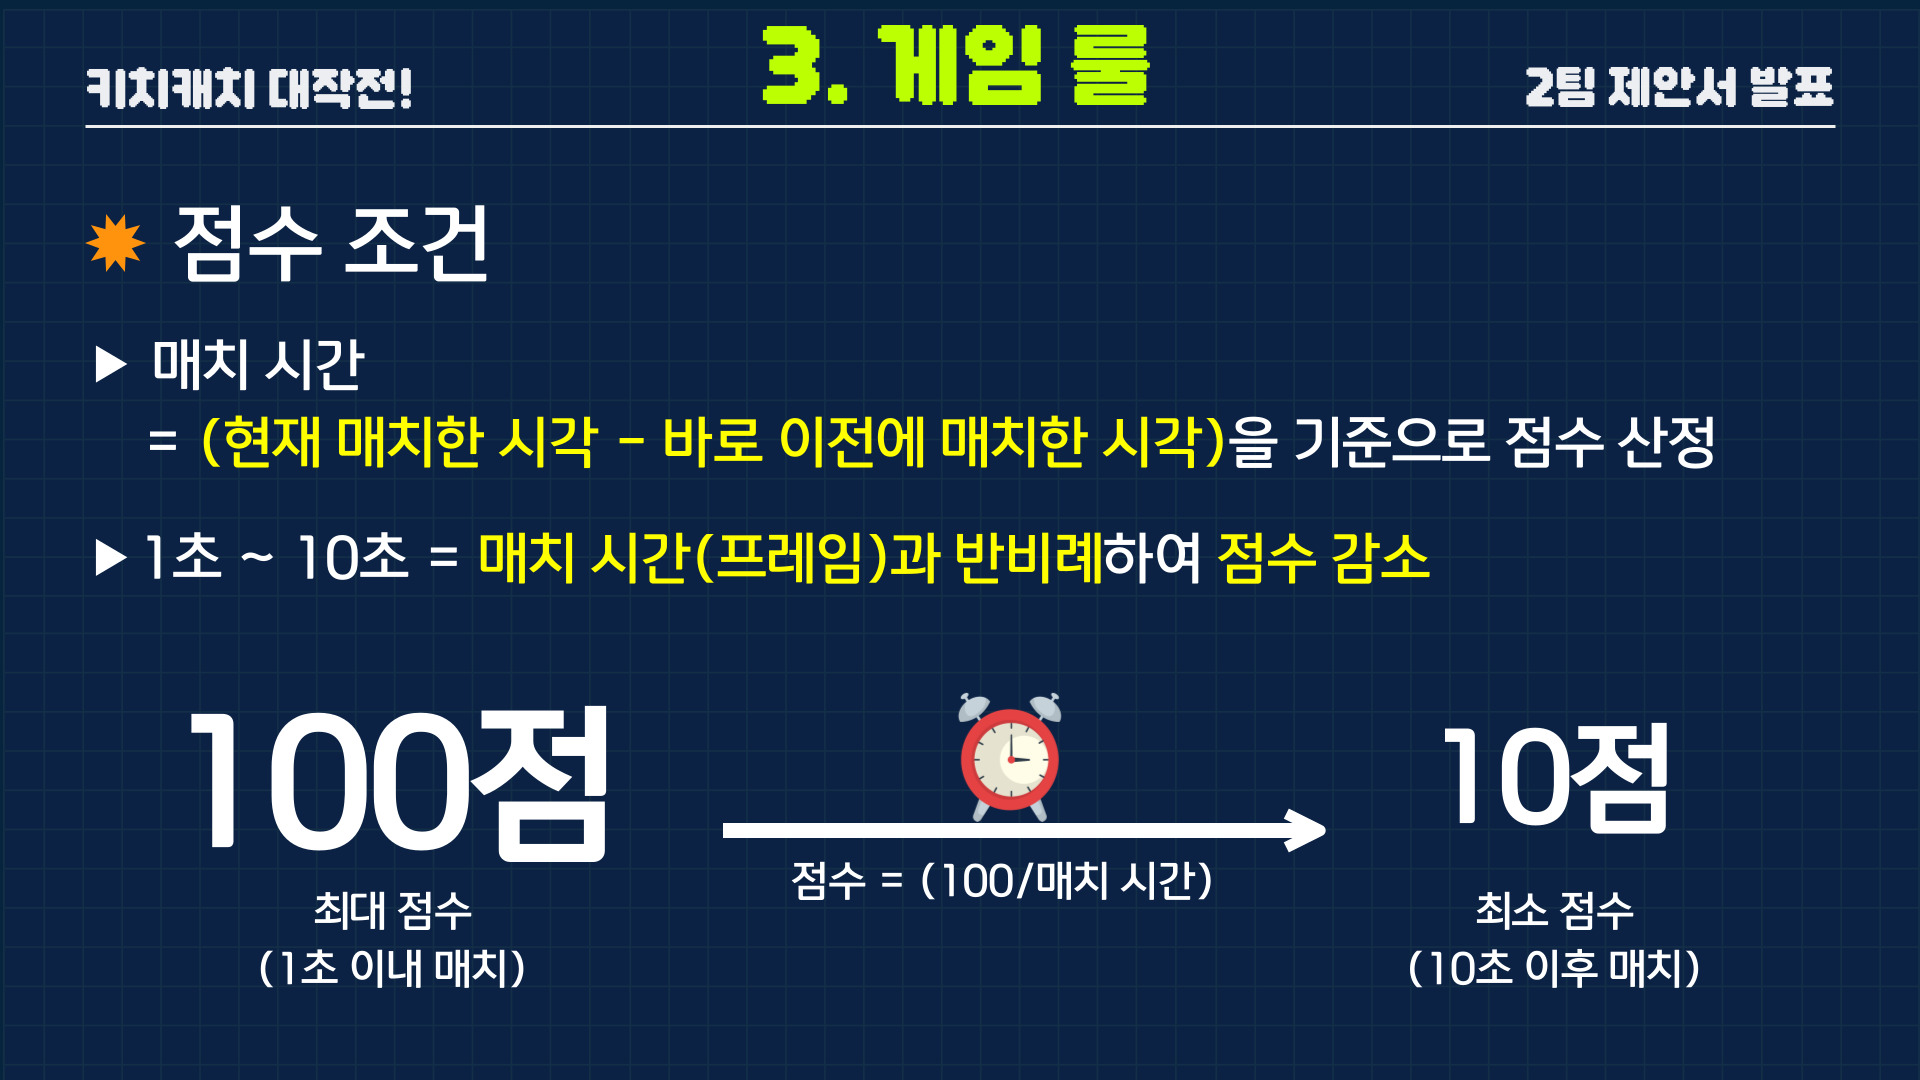 키치캐치 대작전!
3. 게임 룰
2팀 제안서 발표
점수 조건
▶ 매치 시간
= (현재 매치한 시각 - 바로 이전에 매치한 시각)을 기준으로 점수 산정
▶ 1초 ~ 10초 = 매치 시간(프레임)과 반비례하여 점수 감소
100점
최대 점수
(1초 이내 매치)
점수 = (100/매치 시간)
10점
최소 점수
(10초 이후 매치)